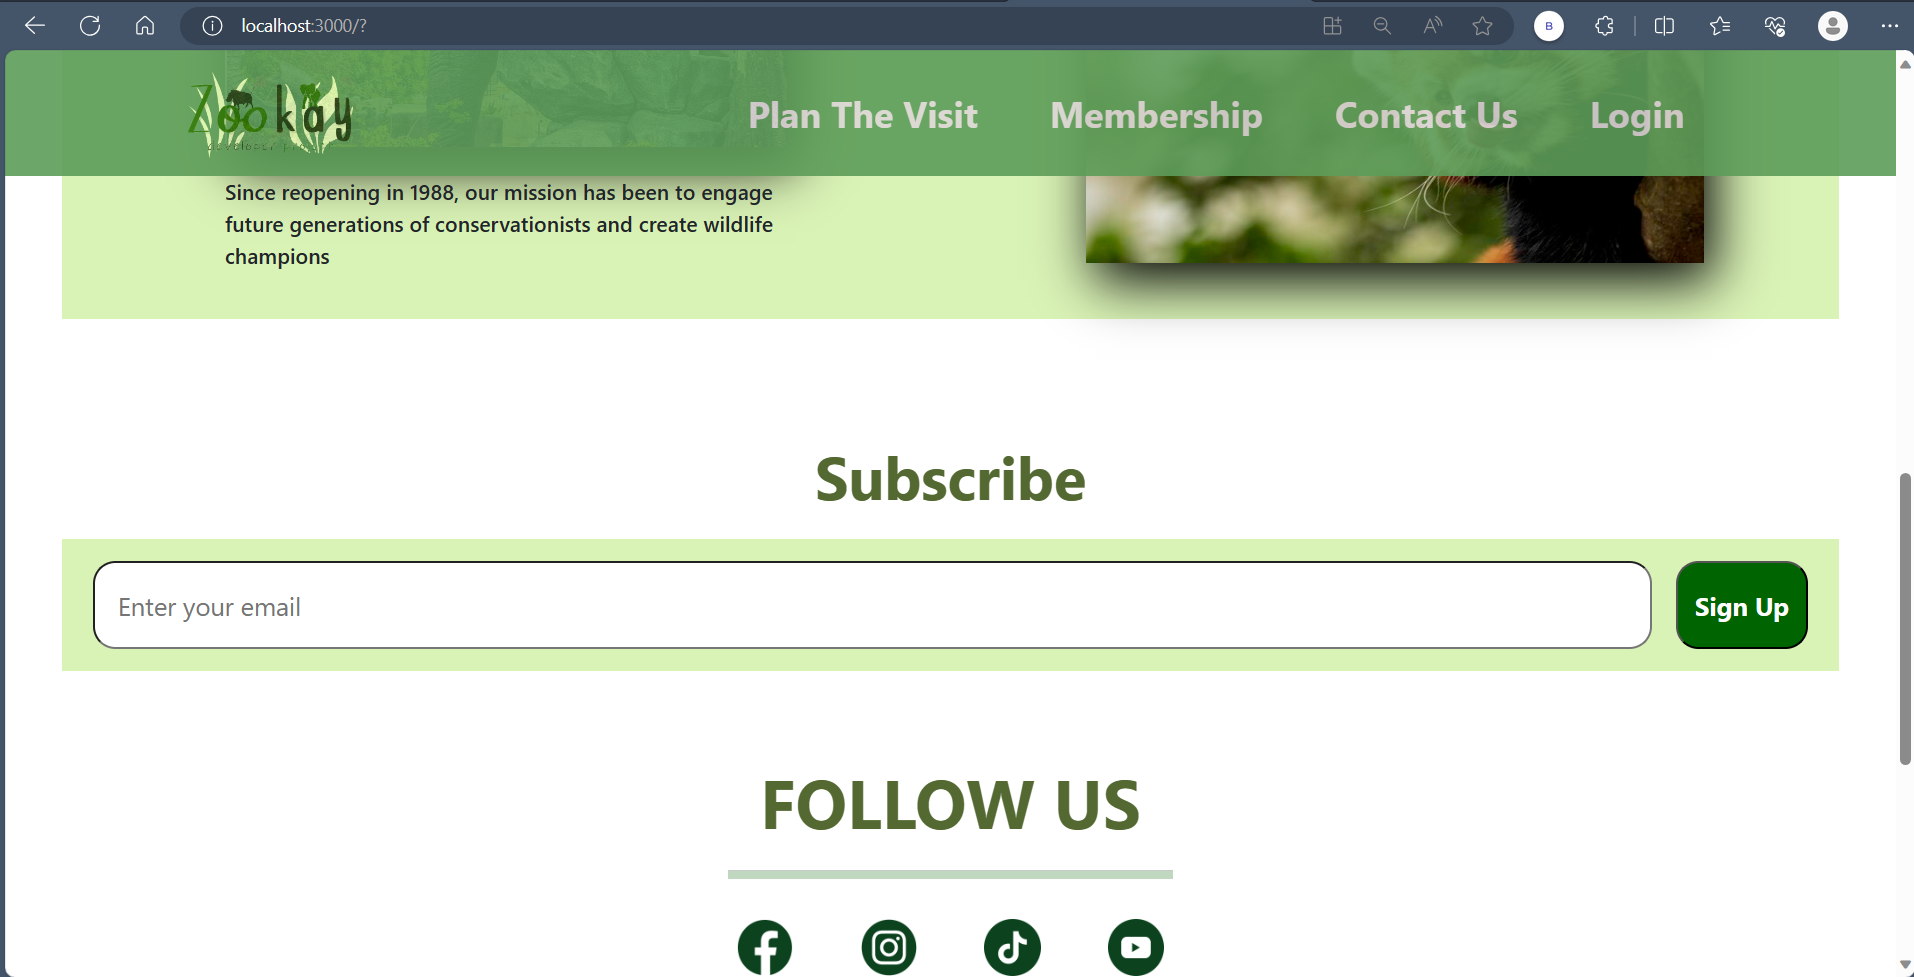 localhost:3000/?
B
Zookay
Plan The Visit
Membership
Contact Us
Login
Since reopening in 1988, our mission has been to engage
future generations of conservationists and create wildlife
champions
Subscribe
Enter your email
Sign Up
FOLLOW US